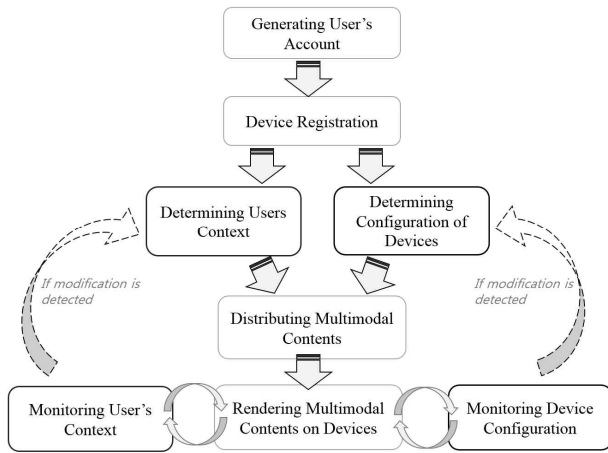 Generating User's
Account
Device Registration
Determining Users
Context
Determining
Configuration of
Devices
If modification is
detected
If modification is
detected
Distributing Multimodal
Contents
Monitoring User's
Context
Rendering Multimodal
Contents on Devices
Monitoring Device
Configuration